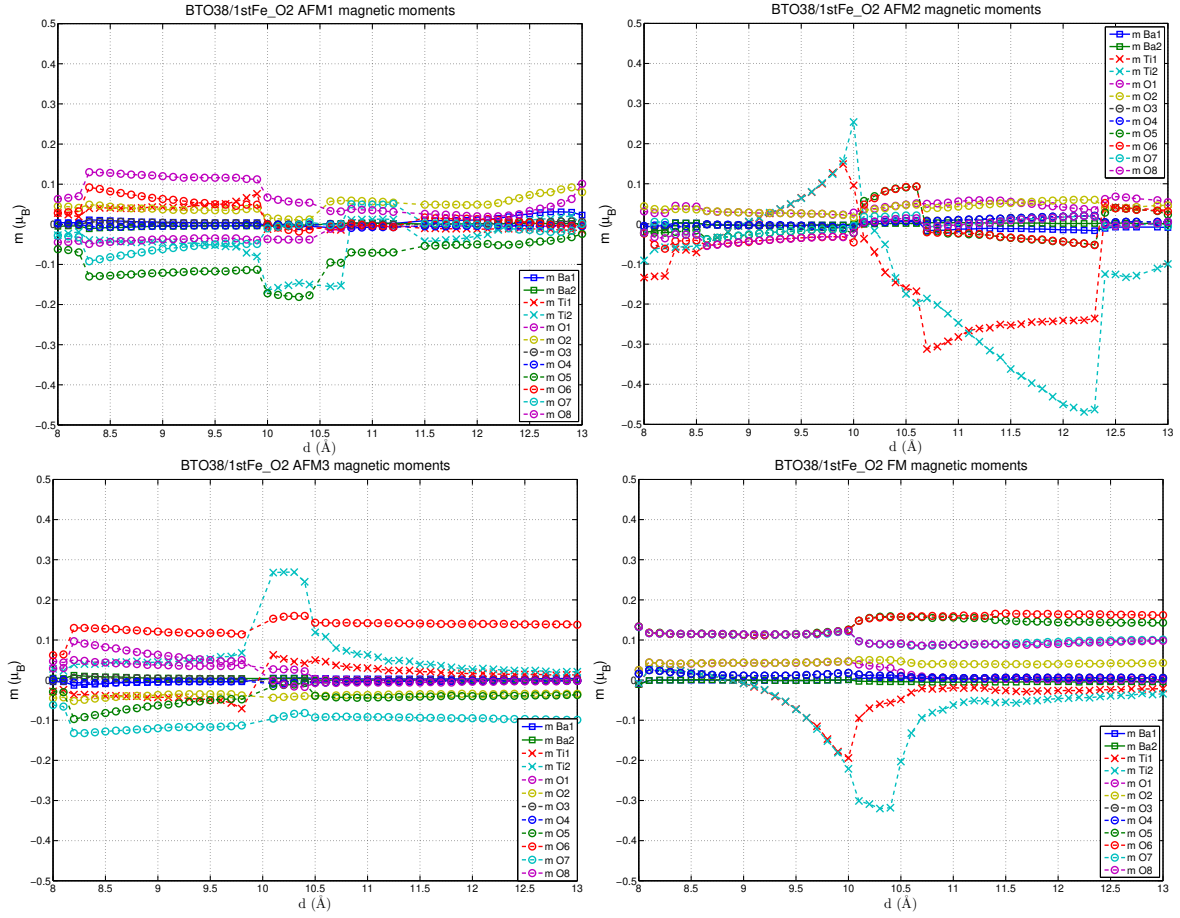 BTO38/1stFe_O2 AFM1 magnetic moments
0.5
0.4
0.3
0.2
0.1
0
−0.1
−0.2
−0.3
−0.4
−0.5
m (μB)
8 8.5 9 9.5 10 10.5 11 11.5 12 12.5 13
d (Å)
m Ba1
m Ba2
m Ti1
m Ti2
m O1
m O2
m O3
m O4
m O5
m O6
m O7
m O8
BTO38/1stFe_O2 AFM2 magnetic moments
0.5
0.4
0.3
0.2
0.1
0
−0.1
−0.2
−0.3
−0.4
−0.5
m (μB)
8 8.5 9 9.5 10 10.5 11 11.5 12 12.5 13
d (Å)
m Ba1
m Ba2
m Ti1
m Ti2
m O1
m O2
m O3
m O4
m O5
m O6
m O7
m O8
BTO38/1stFe_O2 AFM3 magnetic moments
0.5
0.4
0.3
0.2
0.1
0
−0.1
−0.2
−0.3
−0.4
−0.5
m (μB)
8 8.5 9 9.5 10 10.5 11 11.5 12 12.5 13
d (Å)
m Ba1
m Ba2
m Ti1
m Ti2
m O1
m O2
m O3
m O4
m O5
m O6
m O7
m O8
BTO38/1stFe_O2 FM magnetic moments
0.5
0.4
0.3
0.2
0.1
0
−0.1
−0.2
−0.3
−0.4
−0.5
m (μB)
8 8.5 9 9.5 10 10.5 11 11.5 12 12.5 13
d (Å)
m Ba1
m Ba2
m Ti1
m Ti2
m O1
m O2
m O3
m O4
m O5
m O6
m O7
m O8